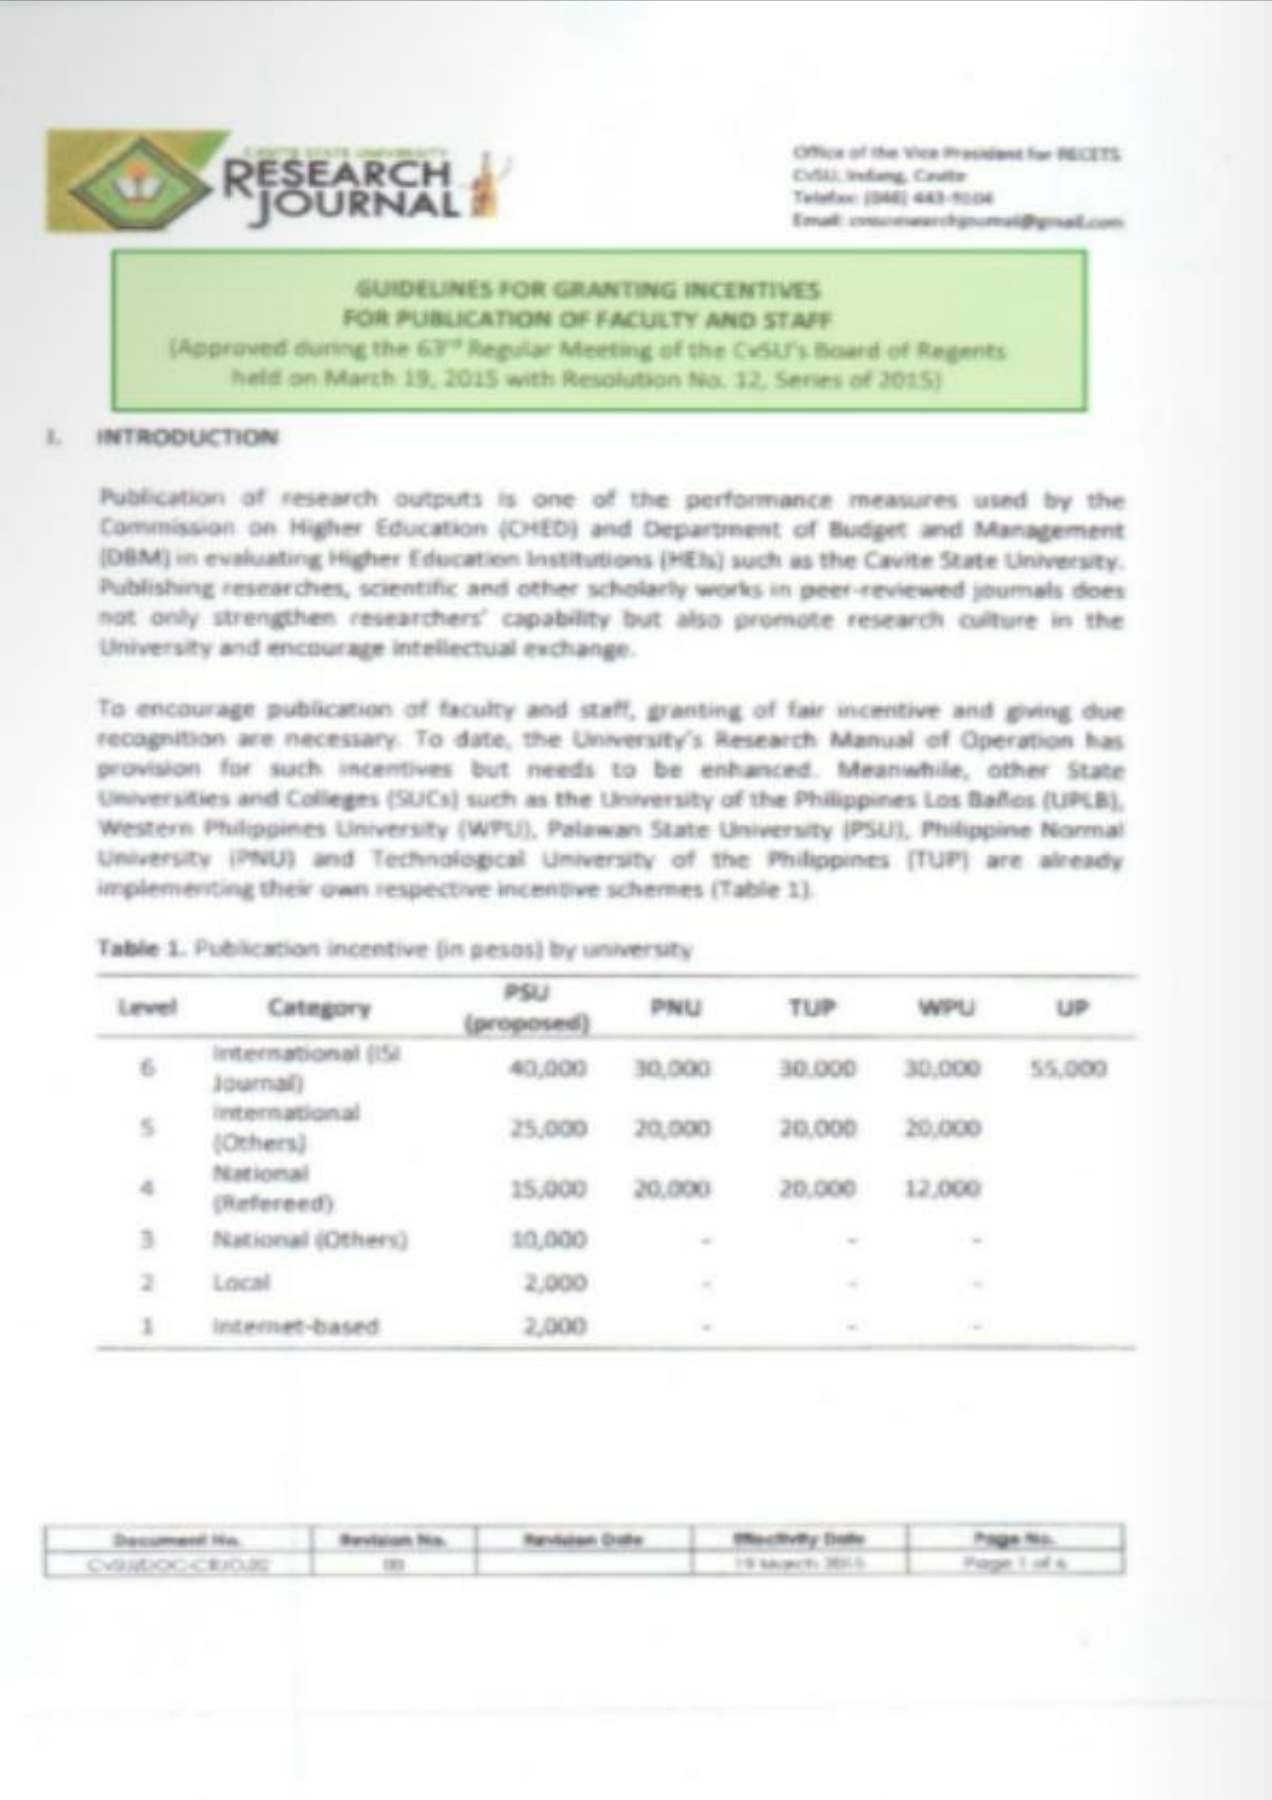 CAVITE STATE UNIVERSITY
RESEARCH
JOURNAL
Office of the Vice President for RECETS
CvSU, Indang, Cavite
Telefax: (046) 443-9104
Email: cvsuresearchjournal@gmail.com
GUIDELINES FOR GRANTING INCENTIVES
FOR PUBLICATION OF FACULTY AND STAFF
(Approved during the 63rd Regular Meeting of the CvSU's Board of Regents
held on March 19, 2015 with Resolution No. 12, Series of 2015)
I. INTRODUCTION
Publication of research outputs is one of the performance measures used by the
Commission on Higher Education (CHED) and Department of Budget and Management
(DBM) in evaluating Higher Education Institutions (HEIs) such as the Cavite State University.
Publishing researches, scientific and other scholarly works in peer-reviewed journals does
not only strengthen researchers' capability but also promote research culture in the
University and encourage intellectual exchange.
To encourage publication of faculty and staff, granting of fair incentive and giving due
recognition are necessary. To date, the University's Research Manual of Operation has
provision for such incentives but needs to be enhanced. Meanwhile, other State
Universities and Colleges (SUCs) such as the University of the Philippines Los Baños (UPLB),
Western Philippines University (WPU), Palawan State University (PSU), Philippine Normal
University (PNU) and Technological University of the Philippines (TUP) are already
implementing their own respective incentive schemes (Table 1).
Table 1. Publication incentive (in pesos) by university
Level Category PSU (proposed) PNU TUP WPU UP
6 International (ISI Journal) 40,000 30,000 30,000 30,000 55,000
5 International (Others) 25,000 20,000 20,000 20,000
4 National (Refereed) 15,000 20,000 20,000 12,000
3 National (Others) 10,000 - - -
2 Local 2,000 - - -
1 Internet-based 2,000 - - -
Document No. Revision No. Revision Date Effectivity Date Page No.
00 19 March 2015 Page 1 of